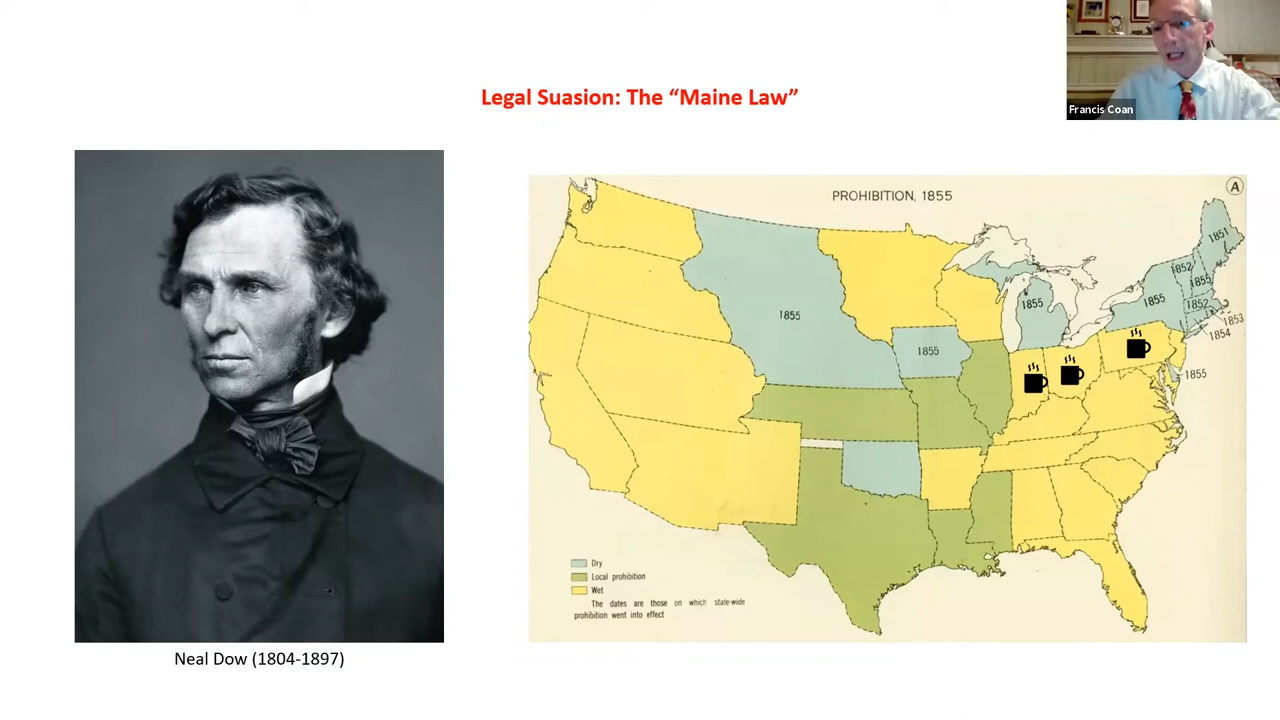 Legal Suasion: The “Maine Law”
Francis Coan
PROHIBITION, 1855
A
1851
1852
1855
1855
1852
1853
1854
1855
1855
1855
1855
Dry
Local prohibition
Wet
The dates are those on which state-wide
prohibition went into effect
Neal Dow (1804-1897)